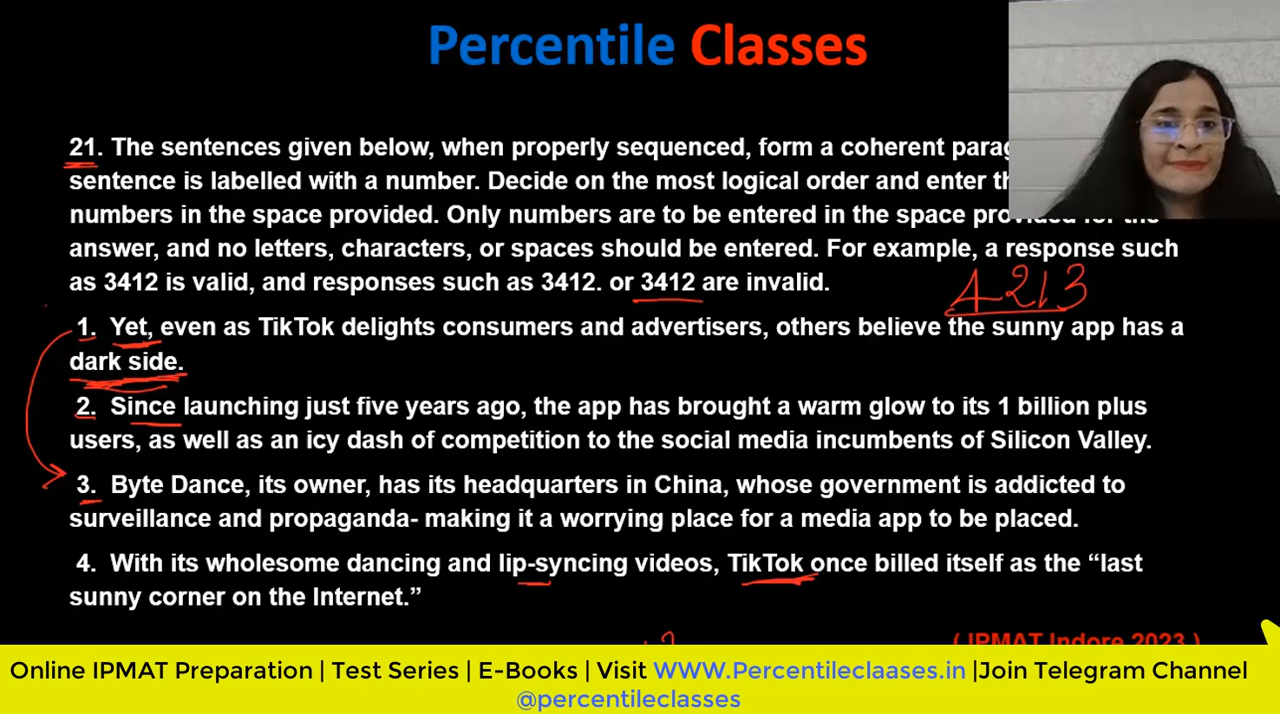 Percentile Classes
21. The sentences given below, when properly sequenced, form a coherent
sentence is labelled with a number. Decide on the most logical order and enter
numbers in the space provided. Only numbers are to be entered in the space
answer, and no letters, characters, or spaces should be entered. For example, a response such
as 3412 is valid, and responses such as 3412. or 3412 are invalid.
4213
1. Yet, even as TikTok delights consumers and advertisers, others believe the sunny app has a
dark side.
2. Since launching just five years ago, the app has brought a warm glow to its 1 billion plus
users, as well as an icy dash of competition to the social media incumbents of Silicon Valley.
3. Byte Dance, its owner, has its headquarters in China, whose government is addicted to
surveillance and propaganda- making it a worrying place for a media app to be placed.
4. With its wholesome dancing and lip-syncing videos, TikTok once billed itself as the “last
sunny corner on the Internet.”
( IPMAT Indore 2023 )
Online IPMAT Preparation | Test Series | E-Books | Visit WWW.Percentileclaases.in |Join Telegram Channel
@percentileclasses